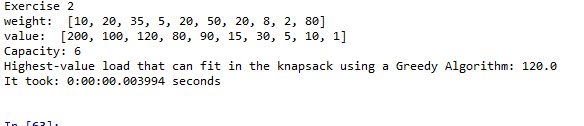 Exercise 2
weight:  [10, 20, 35, 5, 20, 50, 20, 8, 2, 80]
value:  [200, 100, 120, 80, 90, 15, 30, 5, 10, 1]
Capacity: 6
Highest-value load that can fit in the knapsack using a Greedy Algorithm: 120.0
It took: 0:00:00.003994 seconds
In [63]: